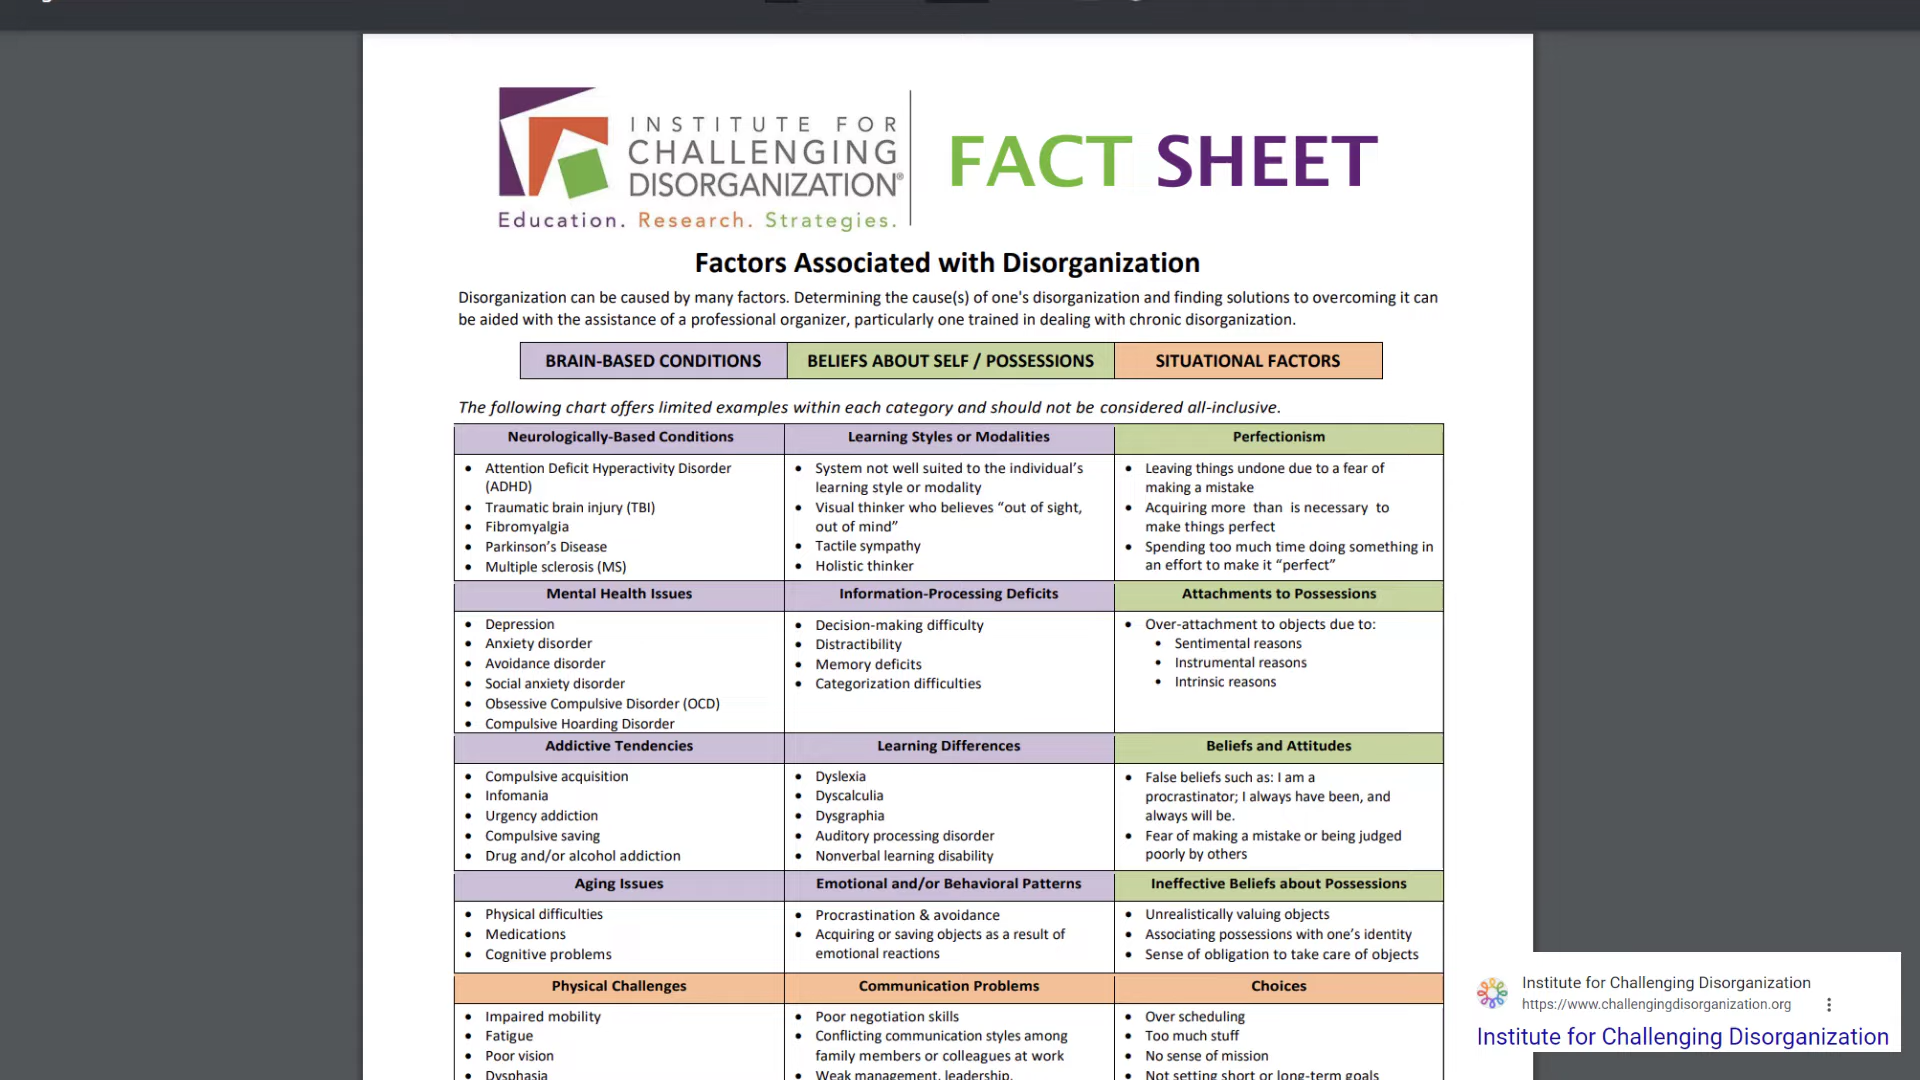 INSTITUTE FOR
CHALLENGING
DISORGANIZATION®
Education. Research. Strategies.
FACT SHEET
Factors Associated with Disorganization
Disorganization can be caused by many factors. Determining the cause(s) of one's disorganization and finding solutions to overcoming it can
be aided with the assistance of a professional organizer, particularly one trained in dealing with chronic disorganization.
BRAIN-BASED CONDITIONS
BELIEFS ABOUT SELF / POSSESSIONS
SITUATIONAL FACTORS
The following chart offers limited examples within each category and should not be considered all-inclusive.
Neurologically-Based Conditions
• Attention Deficit Hyperactivity Disorder
(ADHD)
• Traumatic brain injury (TBI)
• Fibromyalgia
• Parkinson’s Disease
• Multiple sclerosis (MS)
Learning Styles or Modalities
• System not well suited to the individual’s
learning style or modality
• Visual thinker who believes “out of sight,
out of mind”
• Tactile sympathy
• Holistic thinker
Perfectionism
• Leaving things undone due to a fear of
making a mistake
• Acquiring more than is necessary to
make things perfect
• Spending too much time doing something in
an effort to make it “perfect”
Mental Health Issues
• Depression
• Anxiety disorder
• Avoidance disorder
• Social anxiety disorder
• Obsessive Compulsive Disorder (OCD)
• Compulsive Hoarding Disorder
Information-Processing Deficits
• Decision-making difficulty
• Distractibility
• Memory deficits
• Categorization difficulties
Attachments to Possessions
• Over-attachment to objects due to:
• Sentimental reasons
• Instrumental reasons
• Intrinsic reasons
Addictive Tendencies
• Compulsive acquisition
• Infomania
• Urgency addiction
• Compulsive saving
• Drug and/or alcohol addiction
Learning Differences
• Dyslexia
• Dyscalculia
• Dysgraphia
• Auditory processing disorder
• Nonverbal learning disability
Beliefs and Attitudes
• False beliefs such as: I am a
procrastinator; I always have been, and
always will be.
• Fear of making a mistake or being judged
poorly by others
Aging Issues
• Physical difficulties
• Medications
• Cognitive problems
Emotional and/or Behavioral Patterns
• Procrastination & avoidance
• Acquiring or saving objects as a result of
emotional reactions
Ineffective Beliefs about Possessions
• Unrealistically valuing objects
• Associating possessions with one’s identity
• Sense of obligation to take care of objects
Physical Challenges
• Impaired mobility
• Fatigue
• Poor vision
• Dysphasia
Communication Problems
• Poor negotiation skills
• Conflicting communication styles among
family members or colleagues at work
• Weak management, leadership,
Choices
• Over scheduling
• Too much stuff
• No sense of mission
• Not setting short or long-term goals
Institute for Challenging Disorganization
https://www.challengingdisorganization.org
Institute for Challenging Disorganization